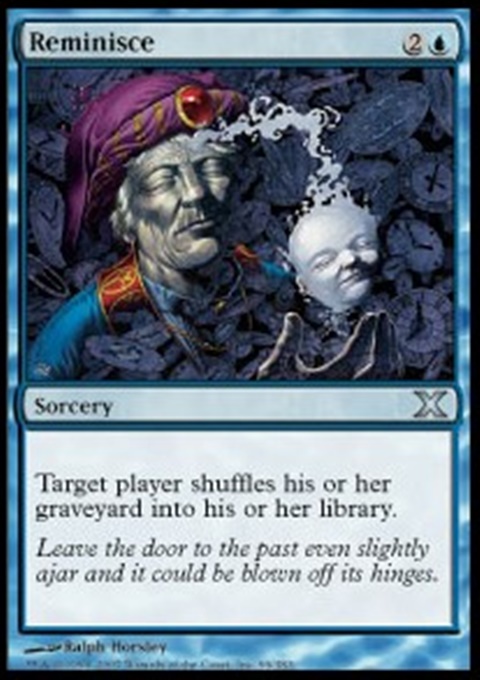 Reminisce 2
Sorcery
Target player shuffles his or her
graveyard into his or her library.
Leave the door to the past even slightly
ajar and it could be blown off its hinges.
Ralph Horsley